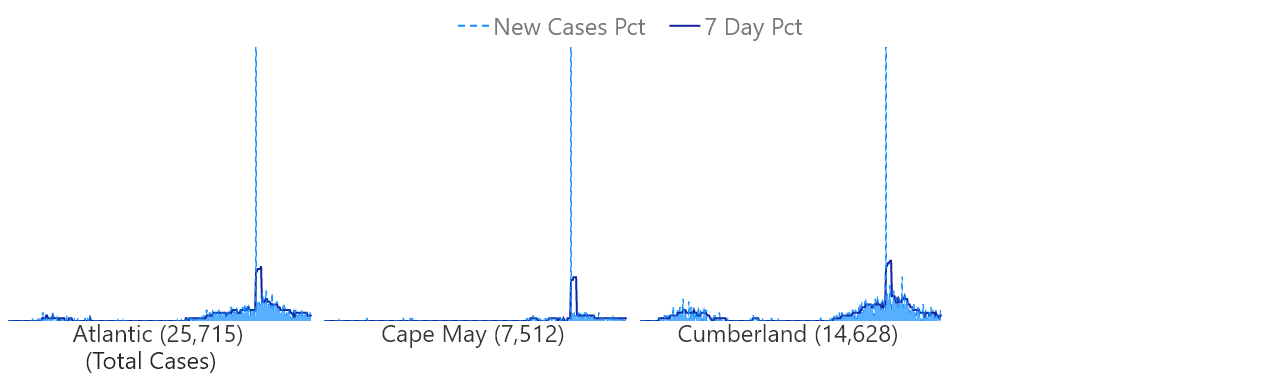 New Cases Pct 7 Day Pct
Atlantic (25,715) Cape May (7,512) Cumberland (14,628)
(Total Cases)